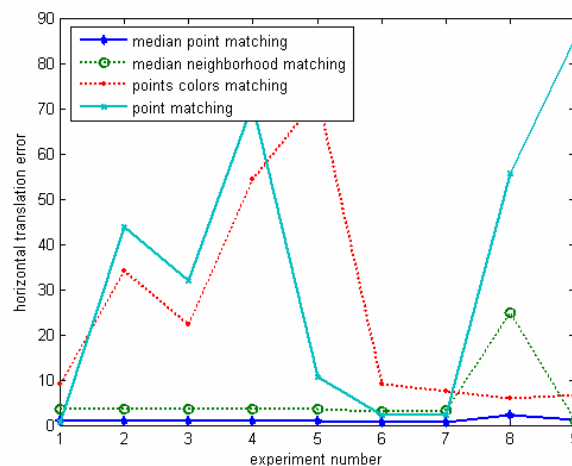 90
80
70
60
50
40
30
20
10
0
horizontal translation error
median point matching
median neighborhood matching
points colors matching
point matching
1 2 3 4 5 6 7 8 9
experiment number